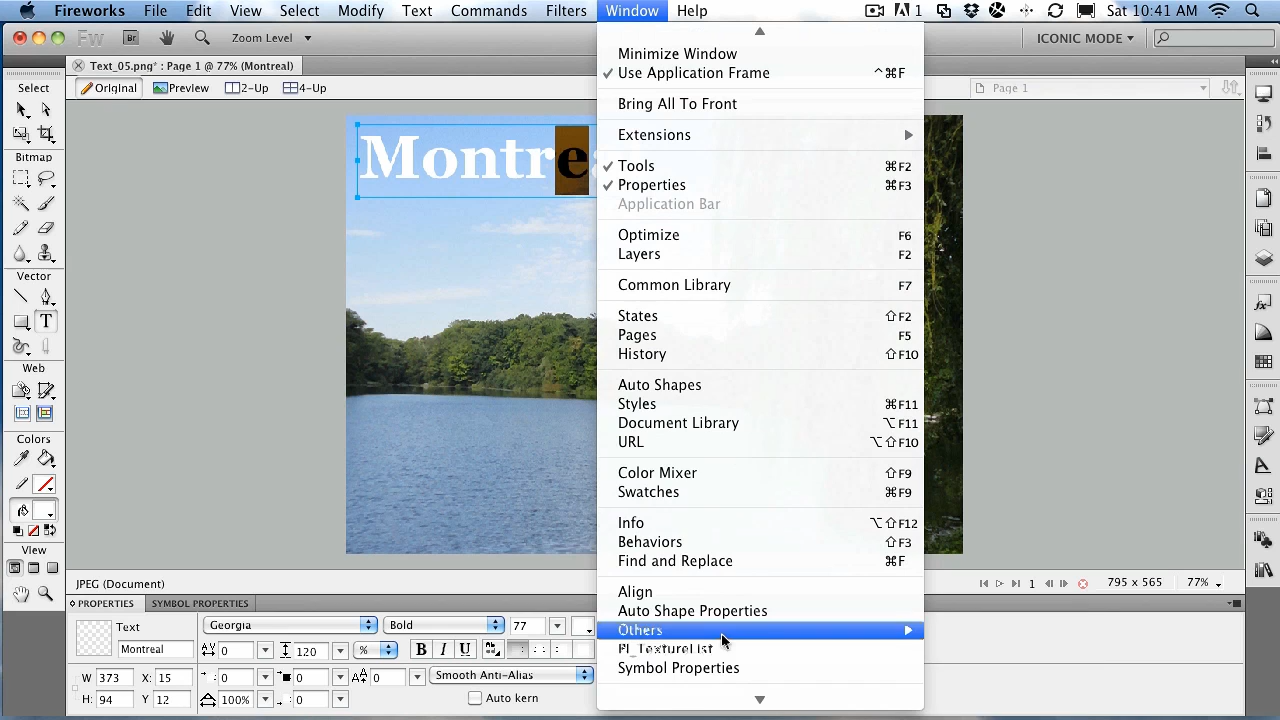 Fireworks File Edit View Select Modify Text Commands Filters Window Help 1 Sat 10:41 AM
Fw Br Zoom Level ICONIC MODE
Text_05.png* : Page 1 @ 77% (Montreal)
Original Preview 2-Up 4-Up Page 1
Select
Bitmap
Vector
Web
Colors
View
Montre
Minimize Window
✓ Use Application Frame ^⌘F
Bring All To Front
Extensions
✓ Tools ⌘F2
✓ Properties ⌘F3
Application Bar
Optimize F6
Layers F2
Common Library F7
States ⇧F2
Pages F5
History ⇧F10
Auto Shapes
Styles ⌘F11
Document Library ⌥F11
URL ⌥⇧F10
Color Mixer ⇧F9
Swatches ⌘F9
Info ⌥⇧F12
Behaviors ⇧F3
Find and Replace ⌘F
Align
Auto Shape Properties
Others
PI_TextureList
Symbol Properties
JPEG (Document) 1 795 x 565 77%
PROPERTIES SYMBOL PROPERTIES
Text Georgia Bold 77
Montreal 0 120 % B I U
W: 373 X: 15 0 0 0 Smooth Anti-Alias
H: 94 Y: 12 100% 0 Auto kern